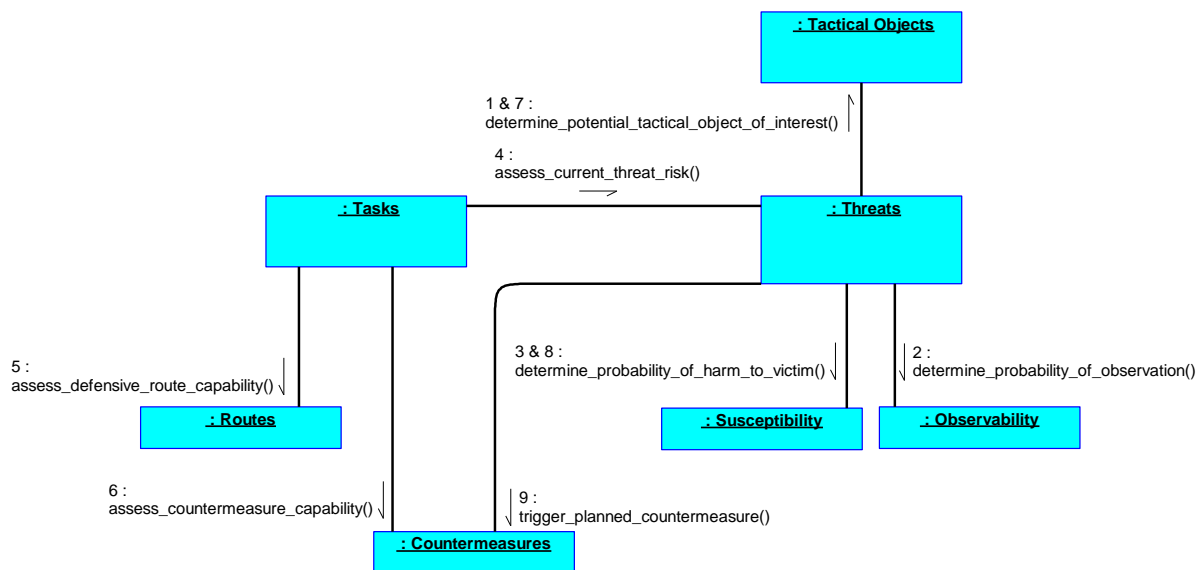 : Tactical Objects
1 & 7 :
determine_potential_tactical_object_of_interest()
4 :
assess_current_threat_risk()
: Tasks
: Threats
5 :
assess_defensive_route_capability()
3 & 8 :
determine_probability_of_harm_to_victim()
2 :
determine_probability_of_observation()
: Routes
: Susceptibility
: Observability
6 :
assess_countermeasure_capability()
9 :
trigger_planned_countermeasure()
: Countermeasures